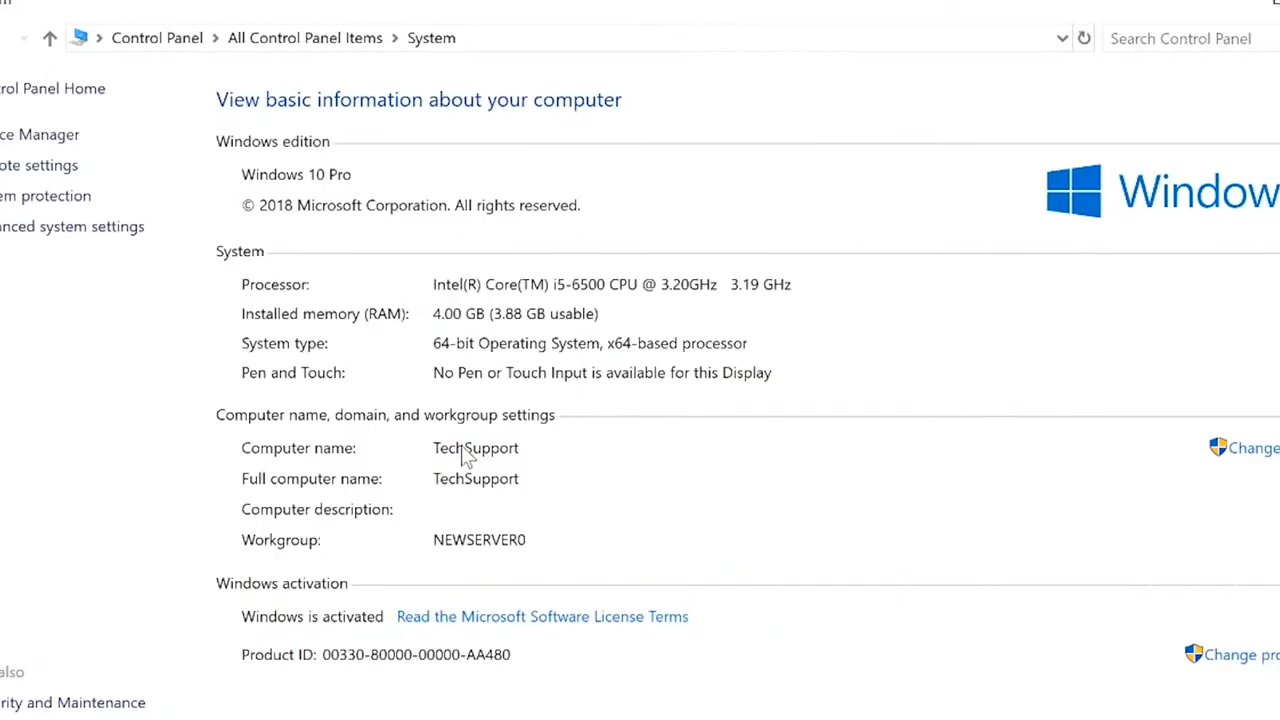 Control Panel > All Control Panel Items > System
Search Control Panel
rol Panel Home
ce Manager
ote settings
em protection
nced system settings
View basic information about your computer
Windows edition
Windows 10 Pro
© 2018 Microsoft Corporation. All rights reserved.
Window
System
Processor: Intel(R) Core(TM) i5-6500 CPU @ 3.20GHz 3.19 GHz
Installed memory (RAM): 4.00 GB (3.88 GB usable)
System type: 64-bit Operating System, x64-based processor
Pen and Touch: No Pen or Touch Input is available for this Display
Computer name, domain, and workgroup settings
Computer name: TechSupport
Change
Full computer name: TechSupport
Computer description:
Workgroup: NEWSERVER0
Windows activation
Windows is activated Read the Microsoft Software License Terms
Product ID: 00330-80000-00000-AA480
Change pro
also
rity and Maintenance